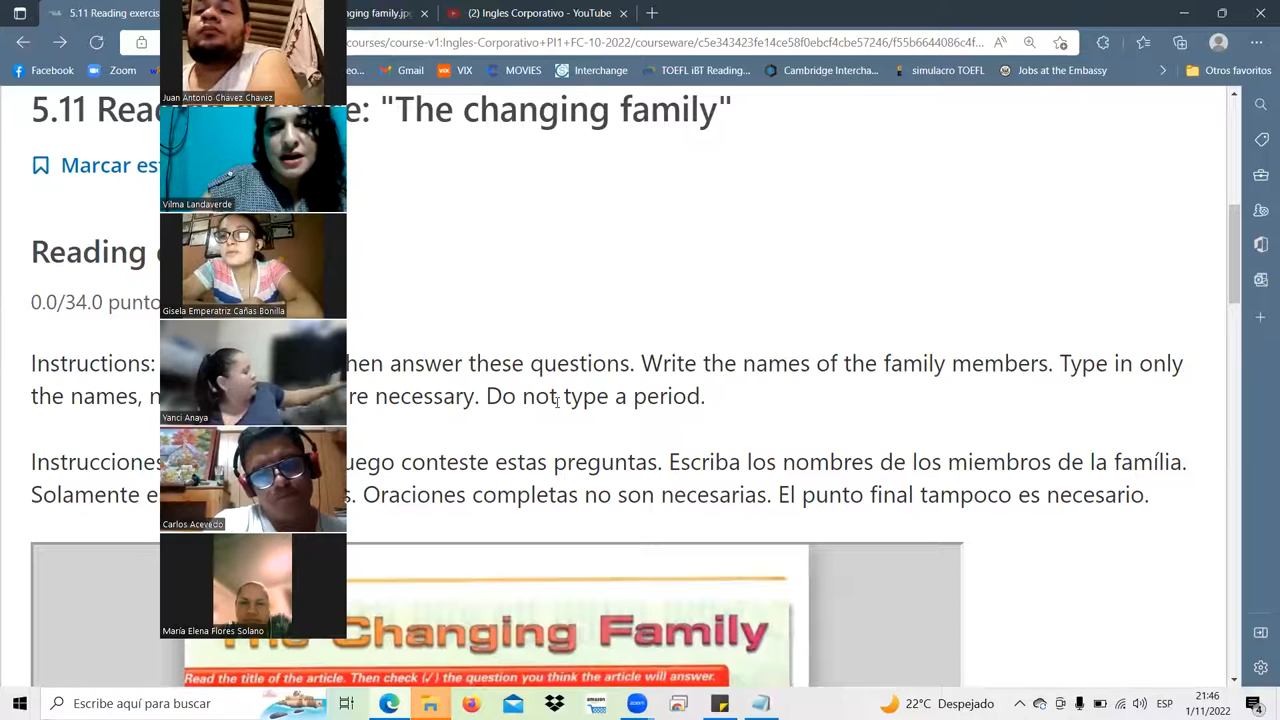 5.11 Reading exerci
anging family.jp
(2) Ingles Corporativo - YouTube
courses/course-v1:Ingles-Corporativo+PI1+FC-10-2022/courseware/c5e343423fe14ce58f0ebcf4cbe57246/f55b6644086c4f...
Facebook
Zoom
Gmail
VIX
MOVIES
Interchange
TOEFL iBT Reading...
Cambridge Intercha...
simulacro TOEFL
Jobs at the Embassy
Otros favoritos
5.11 Rea e: "The changing family"
Marcar es
Reading
0.0/34.0 punto
Instructions: hen answer these questions. Write the names of the family members. Type in only
the names, re necessary. Do not type a period.
Instrucciones uego conteste estas preguntas. Escriba los nombres de los miembros de la família.
Solamente e s. Oraciones completas no son necesarias. El punto final tampoco es necesario.
The Changing Family
Read the title of the article. Then check (✓) the question you think the article will answer.
Juan Antonio Chávez Chavez
Vilma Landaverde
Gisela Emperatriz Cañas Bonilla
Yanci Anaya
Carlos Acevedo
María Elena Flores Solano
Escribe aquí para buscar
22°C Despejado
ESP
21:46
1/11/2022
4